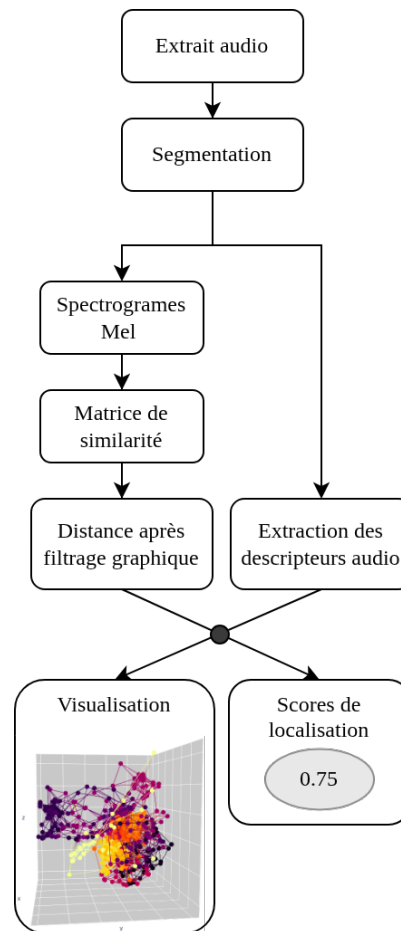 Extrait audio
Segmentation
Spectrogrames
Mel
Matrice de
similarité
Distance après
filtrage graphique
Extraction des
descripteurs audio
Visualisation
z
x
y
Scores de
localisation
0.75